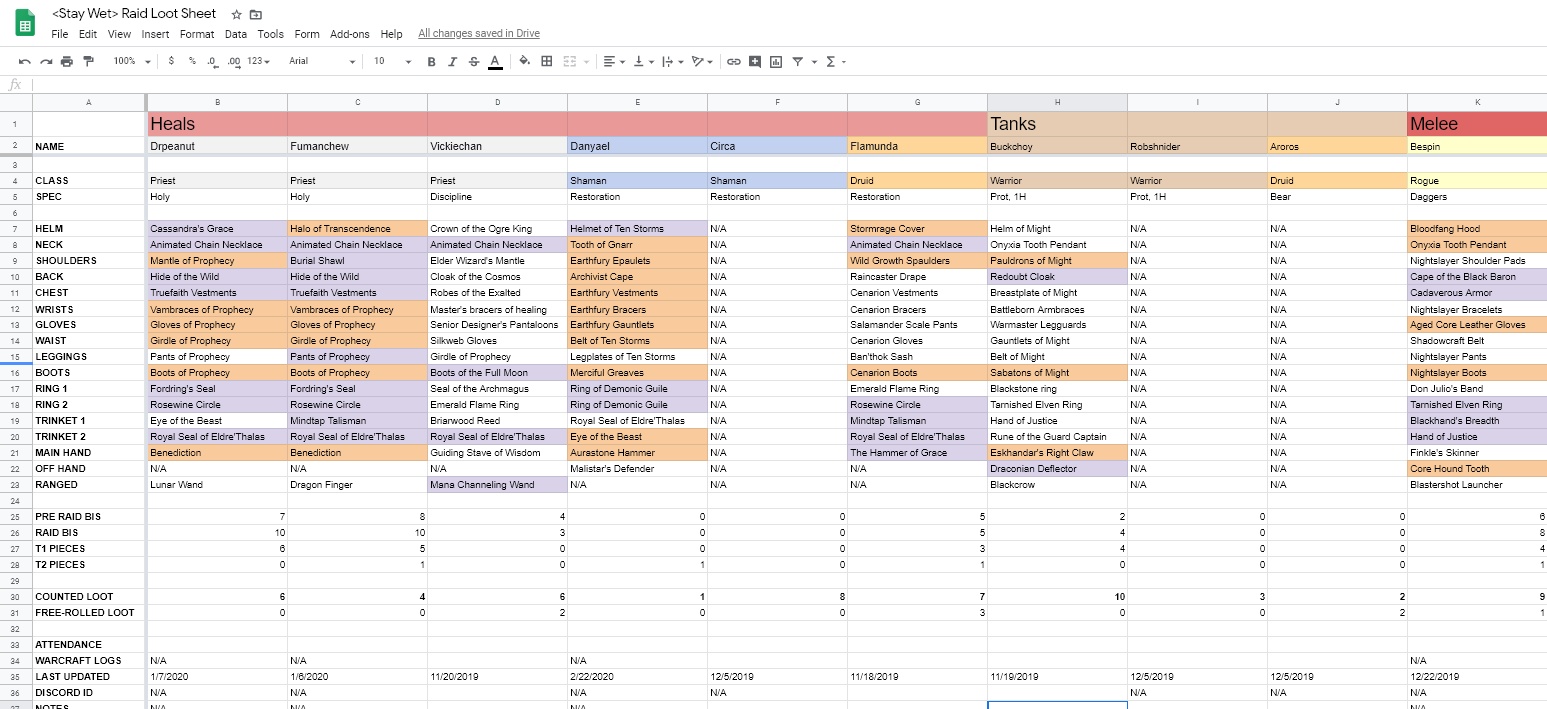 <Stay Wet> Raid Loot Sheet
File Edit View Insert Format Data Tools Form Add-ons Help All changes saved in Drive
100% $ % .0 .00 123 Arial 10 B I S A Σ
fx
A B C D E F G H I J K
1 Heals Tanks Melee
2 NAME Drpeanut Fumanchew Vickiechan Danyael Circa Flamunda Buckchoy Robshnider Aroros Bespin
3
4 CLASS Priest Priest Priest Shaman Shaman Druid Warrior Warrior Druid Rogue
5 SPEC Holy Holy Discipline Restoration Restoration Restoration Prot, 1H Prot, 1H Bear Daggers
6
7 HELM Cassandra's Grace Halo of Transcendence Crown of the Ogre King Helmet of Ten Storms N/A Stormrage Cover Helm of Might N/A N/A Bloodfang Hood
8 NECK Animated Chain Necklace Animated Chain Necklace Animated Chain Necklace Tooth of Gnarr N/A Animated Chain Necklace Onyxia Tooth Pendant N/A N/A Onyxia Tooth Pendant
9 SHOULDERS Mantle of Prophecy Burial Shawl Elder Wizard's Mantle Earthfury Epaulets N/A Wild Growth Spaulders Pauldrons of Might N/A N/A Nightslayer Shoulder Pads
10 BACK Hide of the Wild Hide of the Wild Cloak of the Cosmos Archivist Cape N/A Raincaster Drape Redoubt Cloak N/A N/A Cape of the Black Baron
11 CHEST Truefaith Vestments Truefaith Vestments Robes of the Exalted Earthfury Vestments N/A Cenarion Vestments Breastplate of Might N/A N/A Cadaverous Armor
12 WRISTS Vambraces of Prophecy Vambraces of Prophecy Master's bracers of healing Earthfury Bracers N/A Cenarion Bracers Battleborn Armbraces N/A N/A Nightslayer Bracelets
13 GLOVES Gloves of Prophecy Gloves of Prophecy Senior Designer's Pantaloons Earthfury Gauntlets N/A Salamander Scale Pants Warmaster Legguards N/A N/A Aged Core Leather Gloves
14 WAIST Girdle of Prophecy Girdle of Prophecy Silkweb Gloves Belt of Ten Storms N/A Cenarion Gloves Gauntlets of Might N/A N/A Shadowcraft Belt
15 LEGGINGS Pants of Prophecy Pants of Prophecy Girdle of Prophecy Legplates of Ten Storms N/A Ban'thok Sash Belt of Might N/A N/A Nightslayer Pants
16 BOOTS Boots of Prophecy Boots of Prophecy Boots of the Full Moon Merciful Greaves N/A Cenarion Boots Sabatons of Might N/A N/A Nightslayer Boots
17 RING 1 Fordring's Seal Fordring's Seal Seal of the Archmagus Ring of Demonic Guile N/A Emerald Flame Ring Blackstone ring N/A N/A Don Julio's Band
18 RING 2 Rosewine Circle Rosewine Circle Emerald Flame Ring Ring of Demonic Guile N/A Rosewine Circle Tarnished Elven Ring N/A N/A Tarnished Elven Ring
19 TRINKET 1 Eye of the Beast Mindtap Talisman Briarwood Reed Royal Seal of Eldre'Thalas N/A Mindtap Talisman Hand of Justice N/A N/A Blackhand's Breadth
20 TRINKET 2 Royal Seal of Eldre'Thalas Royal Seal of Eldre'Thalas Royal Seal of Eldre'Thalas Eye of the Beast N/A Royal Seal of Eldre'Thalas Rune of the Guard Captain N/A N/A Hand of Justice
21 MAIN HAND Benediction Benediction Guiding Stave of Wisdom Aurastone Hammer N/A The Hammer of Grace Eskhandar's Right Claw N/A N/A Finkle's Skinner
22 OFF HAND N/A N/A N/A Malistar's Defender N/A N/A Draconian Deflector N/A N/A Core Hound Tooth
23 RANGED Lunar Wand Dragon Finger Mana Channeling Wand N/A N/A N/A Blackcrow N/A N/A Blastershot Launcher
24
25 PRE RAID BIS 7 8 4 0 0 5 2 0 0 6
26 RAID BIS 10 10 3 0 0 5 4 0 0 8
27 T1 PIECES 6 5 0 0 0 3 4 0 0 4
28 T2 PIECES 0 1 0 1 0 1 0 0 0 1
29
30 COUNTED LOOT 6 4 6 1 8 7 10 3 2 9
31 FREE-ROLLED LOOT 0 0 2 0 0 3 0 0 2 1
32
33 ATTENDANCE
34 WARCRAFT LOGS N/A N/A N/A N/A
35 LAST UPDATED 1/7/2020 1/6/2020 11/20/2019 2/22/2020 12/5/2019 11/18/2019 11/19/2019 12/5/2019 12/5/2019 12/22/2019
36 DISCORD ID N/A N/A N/A N/A N/A N/A N/A
37 NOTES N/A N/A N/A N/A